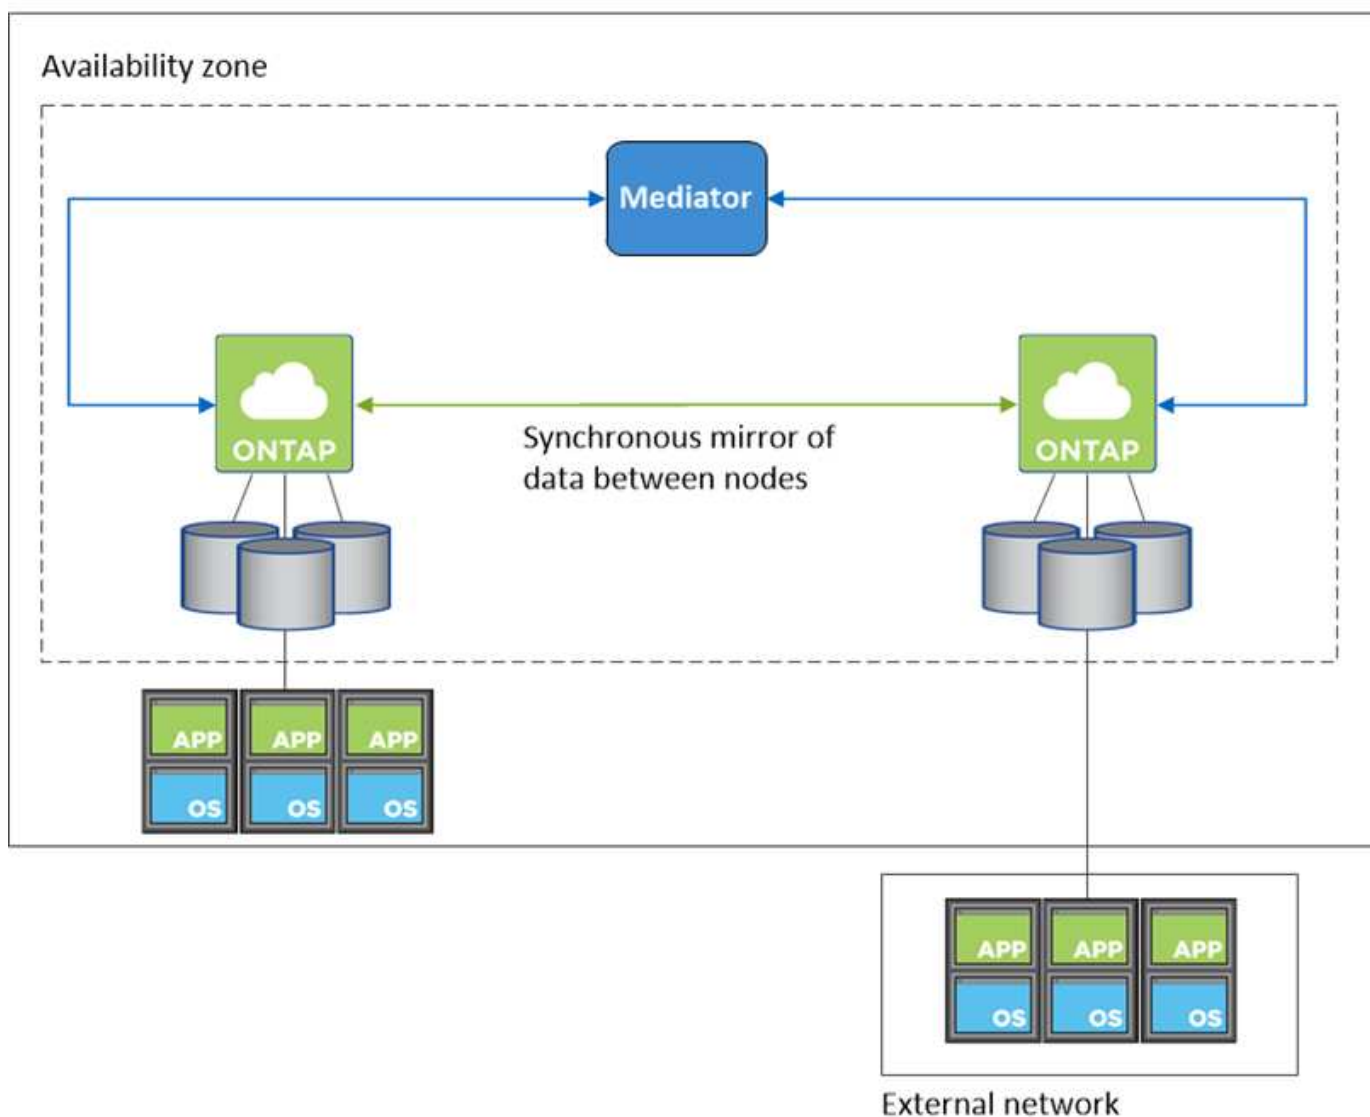 Availability zone
Mediator
ONTAP
ONTAP
Synchronous mirror of
data between nodes
APP
APP
APP
OS
OS
OS
APP
APP
APP
OS
OS
OS
External network